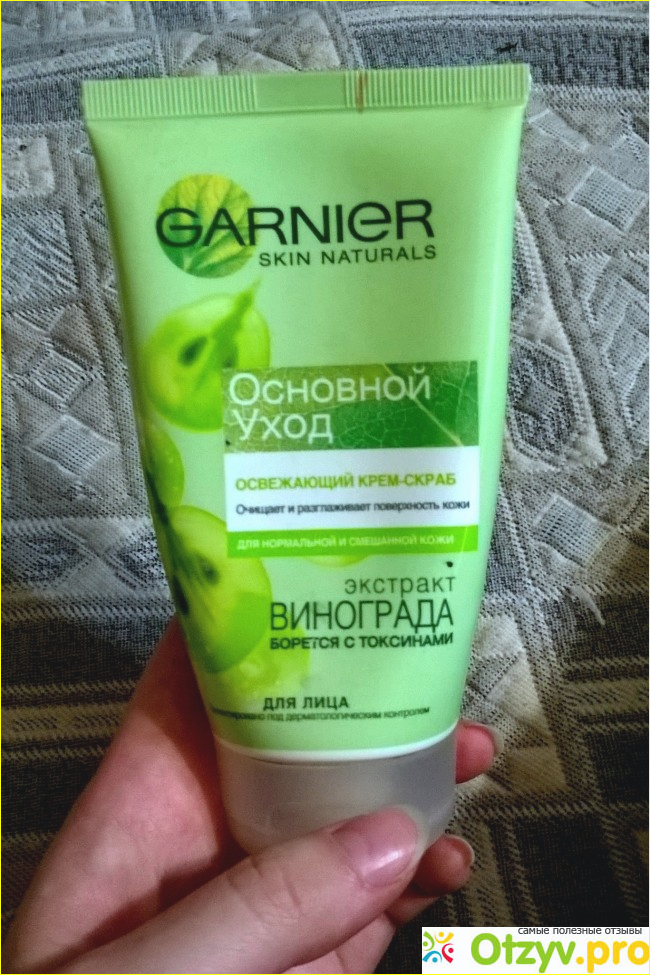 GARNIER
SKIN NATURALS
Основной
Уход
ОСВЕЖАЮЩИЙ КРЕМ-СКРАБ
Очищает и разглаживает поверхность кожи
ДЛЯ НОРМАЛЬНОЙ И СМЕШАННОЙ КОЖИ
экстракт
ВИНОГРАДА
БОРЕТСЯ С ТОКСИНАМИ
ДЛЯ ЛИЦА
под дерматологическим контролем
самые полезные отзывы
Otzyv.pro